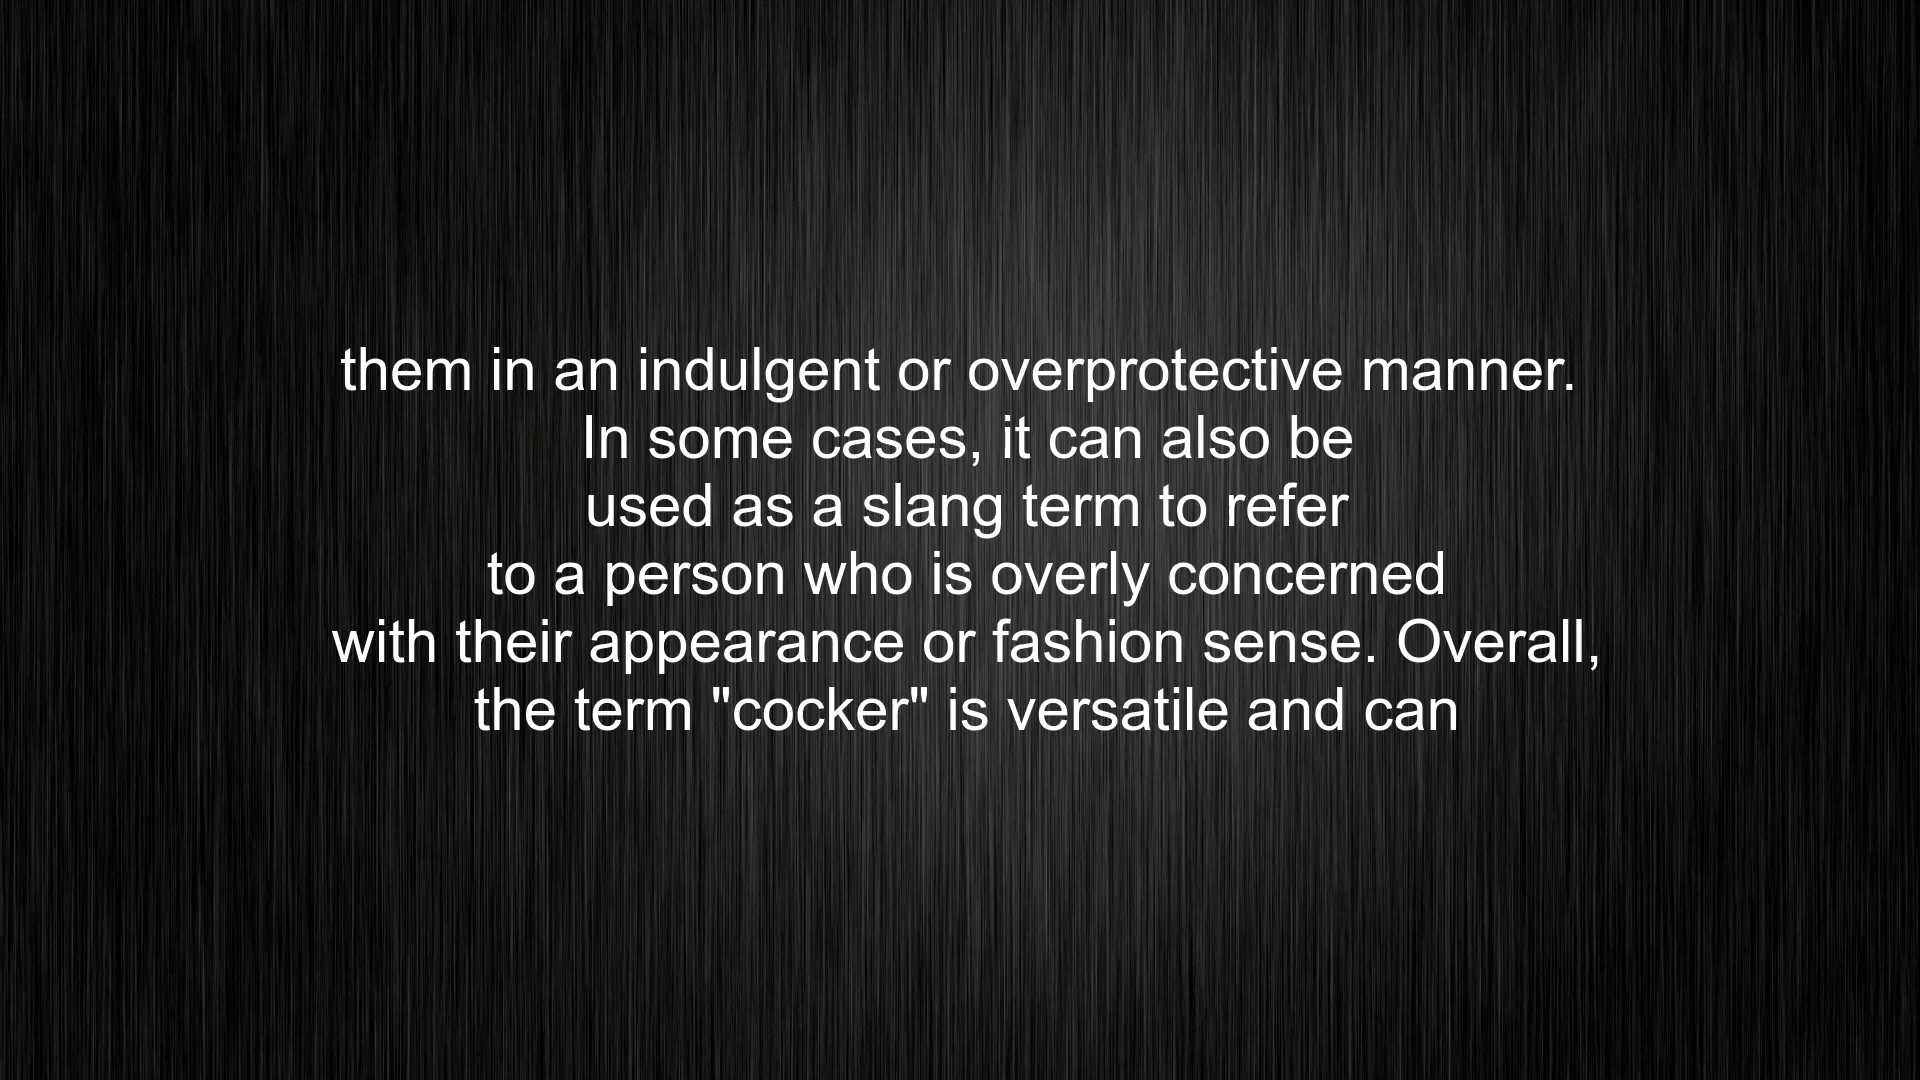 them in an indulgent or overprotective manner.
In some cases, it can also be
used as a slang term to refer
to a person who is overly concerned
with their appearance or fashion sense. Overall,
the term "cocker" is versatile and can